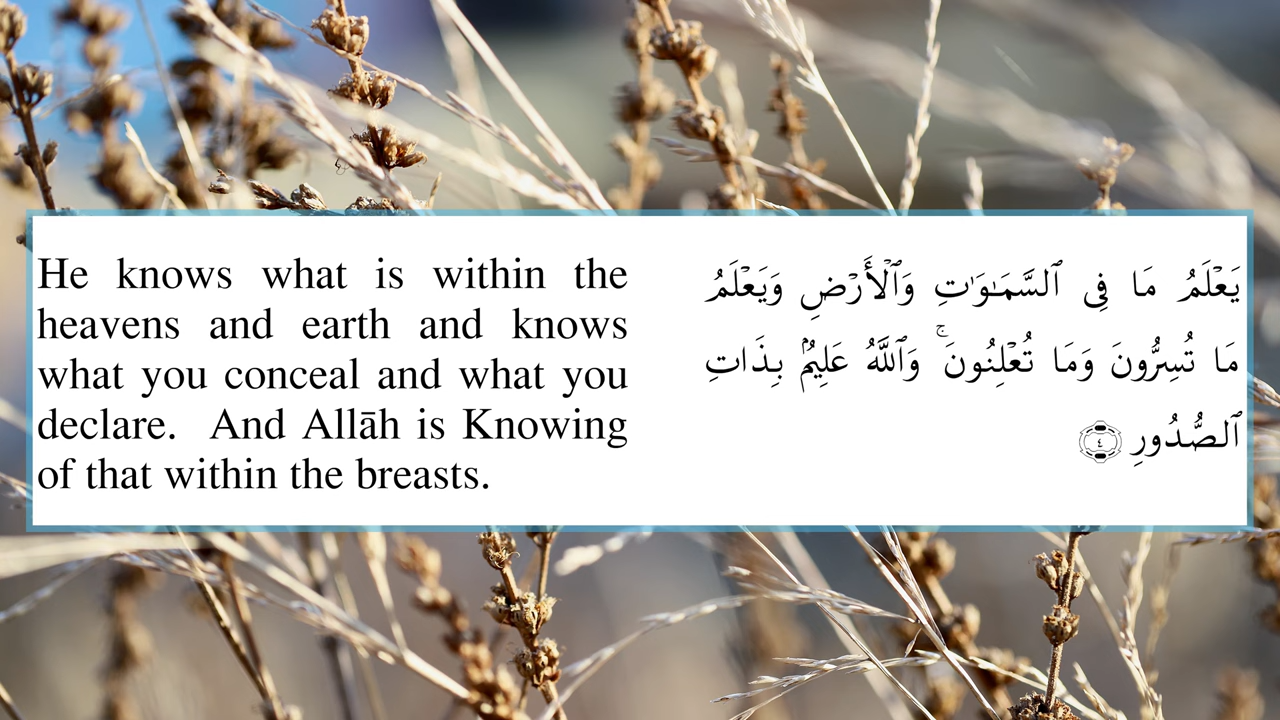 He knows what is within the
heavens and earth and knows
what you conceal and what you
declare.  And Allāh is Knowing
of that within the breasts.
يَعْلَمُ مَا فِى ٱلسَّمَـٰوَٰتِ وَٱلْأَرْضِ وَيَعْلَمُ
مَا تُسِرُّونَ وَمَا تُعْلِنُونَ ۚ وَٱللَّهُ عَلِيمٌۢ بِذَاتِ
ٱلصُّدُورِ ٤